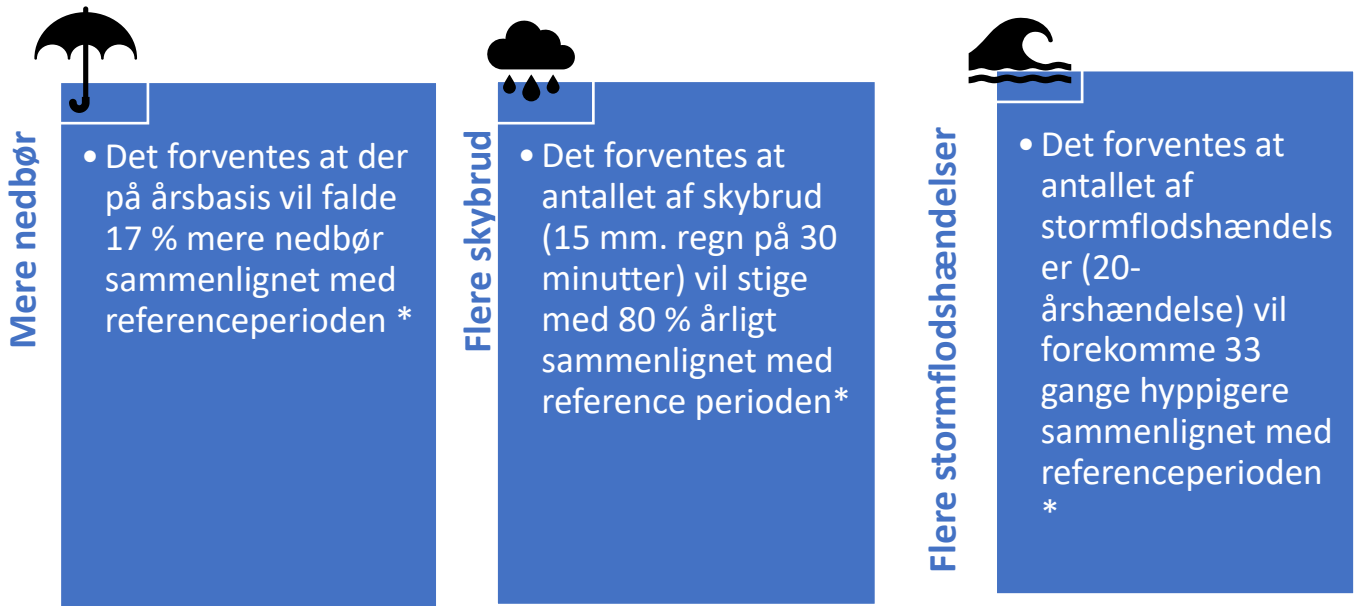 Mere nedbør
• Det forventes at der
på årsbasis vil falde
17 % mere nedbør
sammenlignet med
referenceperioden *
Flere skybrud
• Det forventes at
antallet af skybrud
(15 mm. regn på 30
minutter) vil stige
med 80 % årligt
sammenlignet med
reference perioden*
Flere stormflodshændelser
• Det forventes at
antallet af
stormflodshændels
er (20-
årshændelse) vil
forekomme 33
gange hyppigere
sammenlignet med
referenceperioden
*